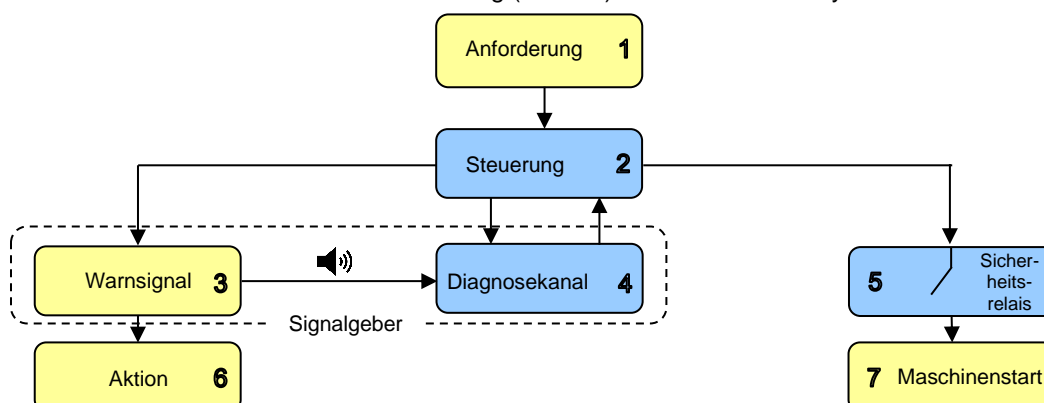 Anforderung 1
Steuerung 2
Warnsignal 3
Diagnosekanal 4
5 Sicher-
heits-
relais
Signalgeber
Aktion 6
7 Maschinenstart